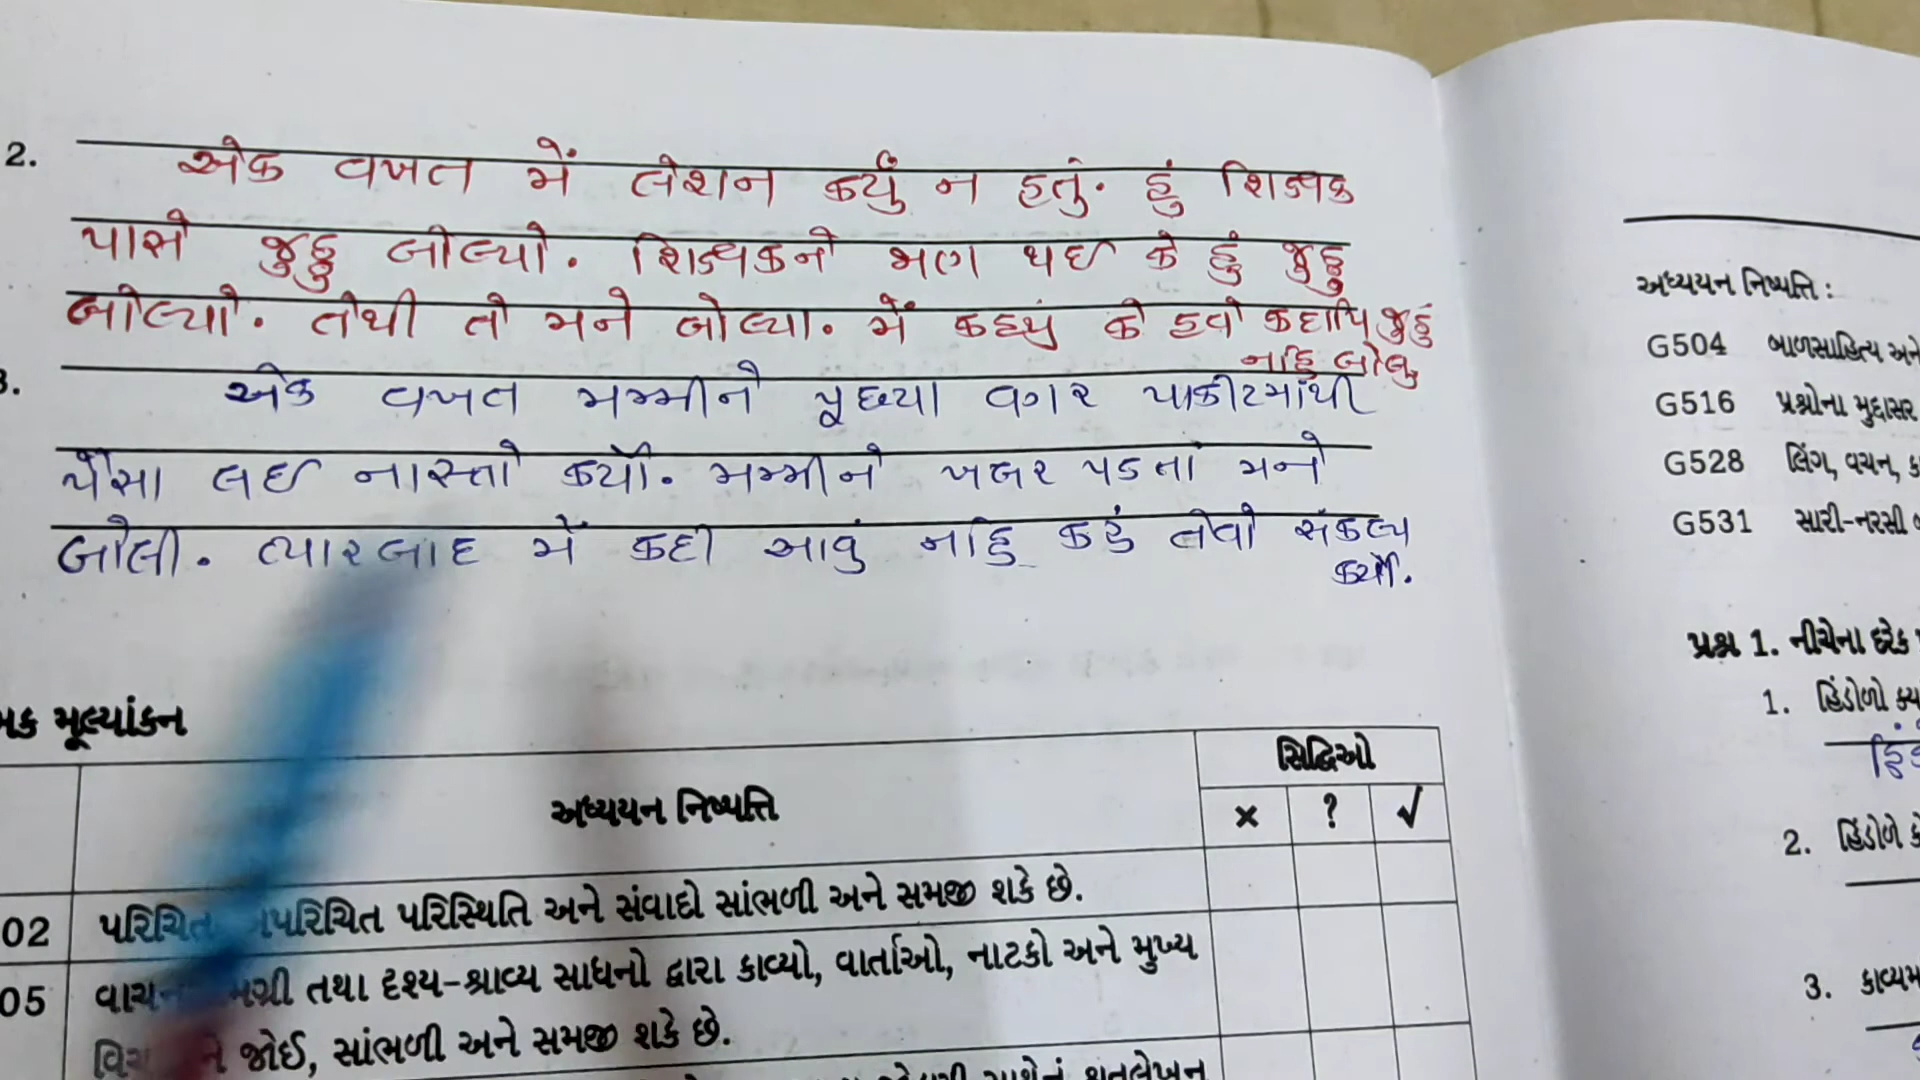 2. એક વખત મેં લેશન કર્યું ન હતું. હું શિક્ષક
પાસે જુઠ્ઠુ બોલ્યો. શિક્ષકને જાણ થઈ કે હું જુઠ્ઠુ
બોલ્યો. તેથી તે મને બોલ્યા. મેં કહ્યું કે હવે કદાપિ જુઠ્ઠું
નહિ બોલુ
3. એક વખત મમ્મીને પૂછ્યા વગર પાકીટમાંથી
પૈસા લઈ નાસ્તો કર્યો. મમ્મીને ખબર પડતાં મને
બોલી. ત્યારબાદ મેં કદી આવું નહિ કરું તેવો સંકલ્પ
કર્યો.
મૂલ્યાંકન
અધ્યયન નિષ્પત્તિ
સિદ્ધિઓ
× ? √
02 પરિચિત પરિસ્થિતિ અને સંવાદો સાંભળી અને સમજી શકે છે.
05 તથા દૃશ્ય-શ્રાવ્ય સાધનો દ્વારા કાવ્યો, વાર્તાઓ, નાટકો અને મુખ્ય
જોઈ, સાંભળી અને સમજી શકે છે.
અધ્યયન નિષ્પત્તિ :
G504 બાળસાહિત્ય અને
G516 પ્રશ્નોના મુદ્દાસર
G528 લિંગ, વચન,
G531 સારી-નરસી
પ્રશ્ન 1. નીચેના દરેક
1. હિંડોળો
2. હિંડોળે
3.